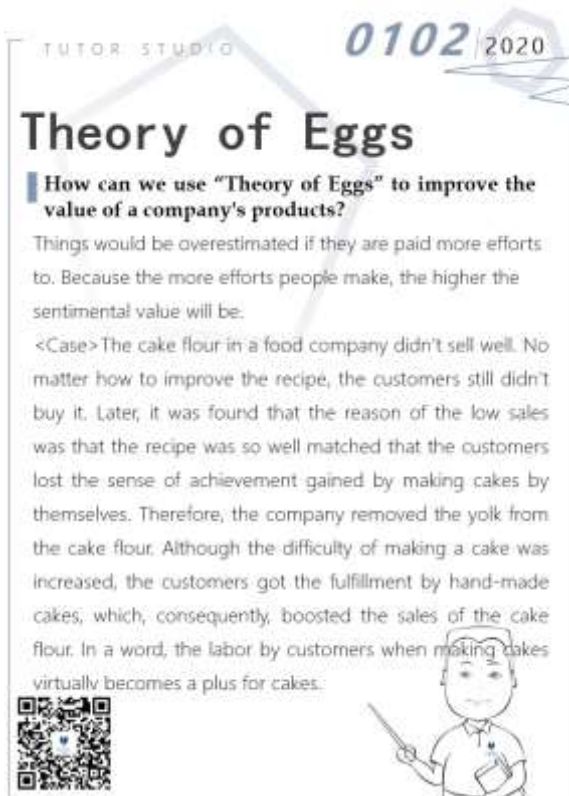 TUTOR STUDIO
0102 2020
Theory of Eggs
How can we use “Theory of Eggs” to improve the
value of a company's products?
Things would be overestimated if they are paid more efforts
to. Because the more efforts people make, the higher the
sentimental value will be.
<Case>The cake flour in a food company didn't sell well. No
matter how to improve the recipe, the customers still didn't
buy it. Later, it was found that the reason of the low sales
was that the recipe was so well matched that the customers
lost the sense of achievement gained by making cakes by
themselves. Therefore, the company removed the yolk from
the cake flour. Although the difficulty of making a cake was
increased, the customers got the fulfillment by hand-made
cakes, which, consequently, boosted the sales of the cake
flour. In a word, the labor by customers when making cakes
virtually becomes a plus for cakes.